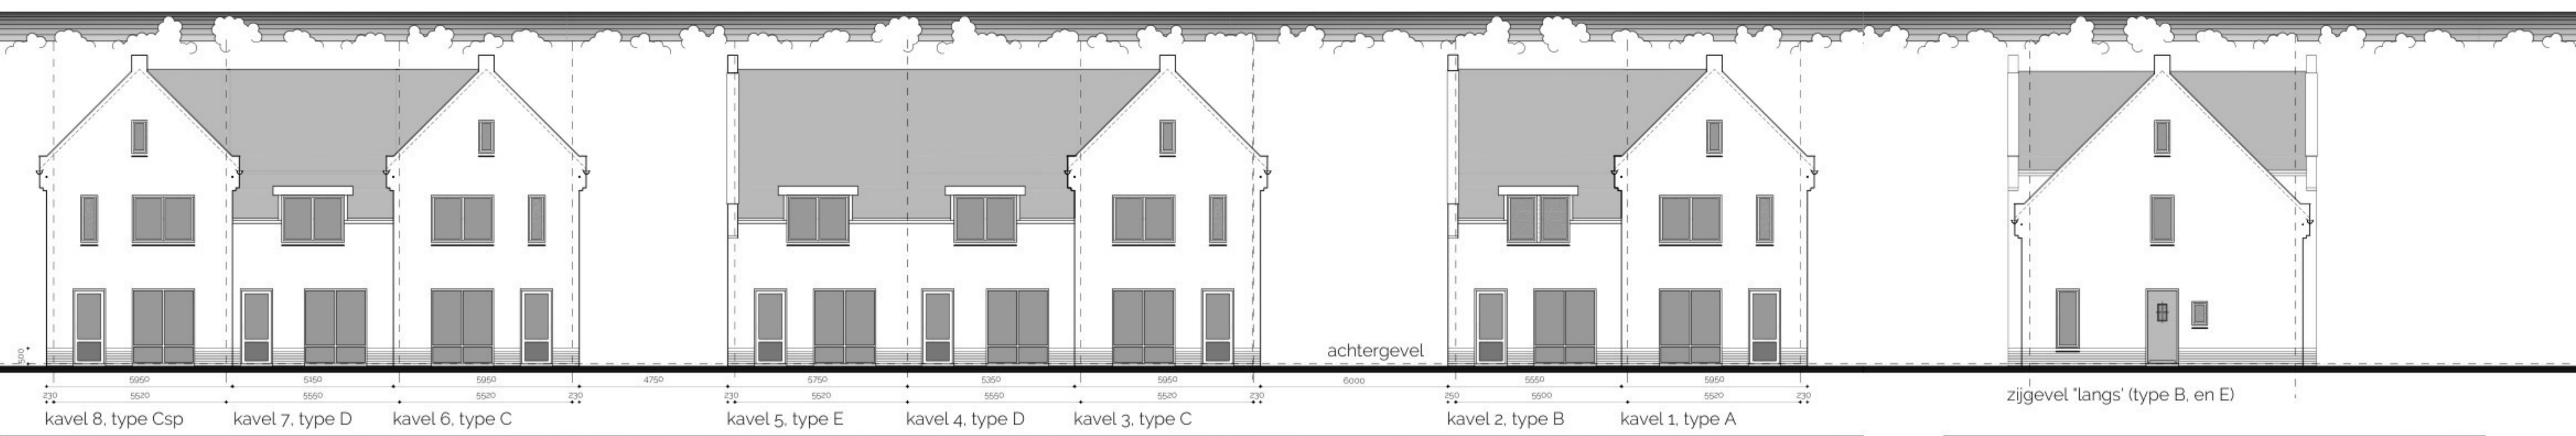 achtergevel
500
5950 5150 5950 4750 5750 5350 5950 6000 5550 5950
230 5520 5550 5520 230 230 5520 5550 5520 230 250 5500 5520 230
zijgevel "langs' (type B, en E)
kavel 8, type Csp kavel 7, type D kavel 6, type C kavel 5, type E kavel 4, type D kavel 3, type C kavel 2, type B kavel 1, type A